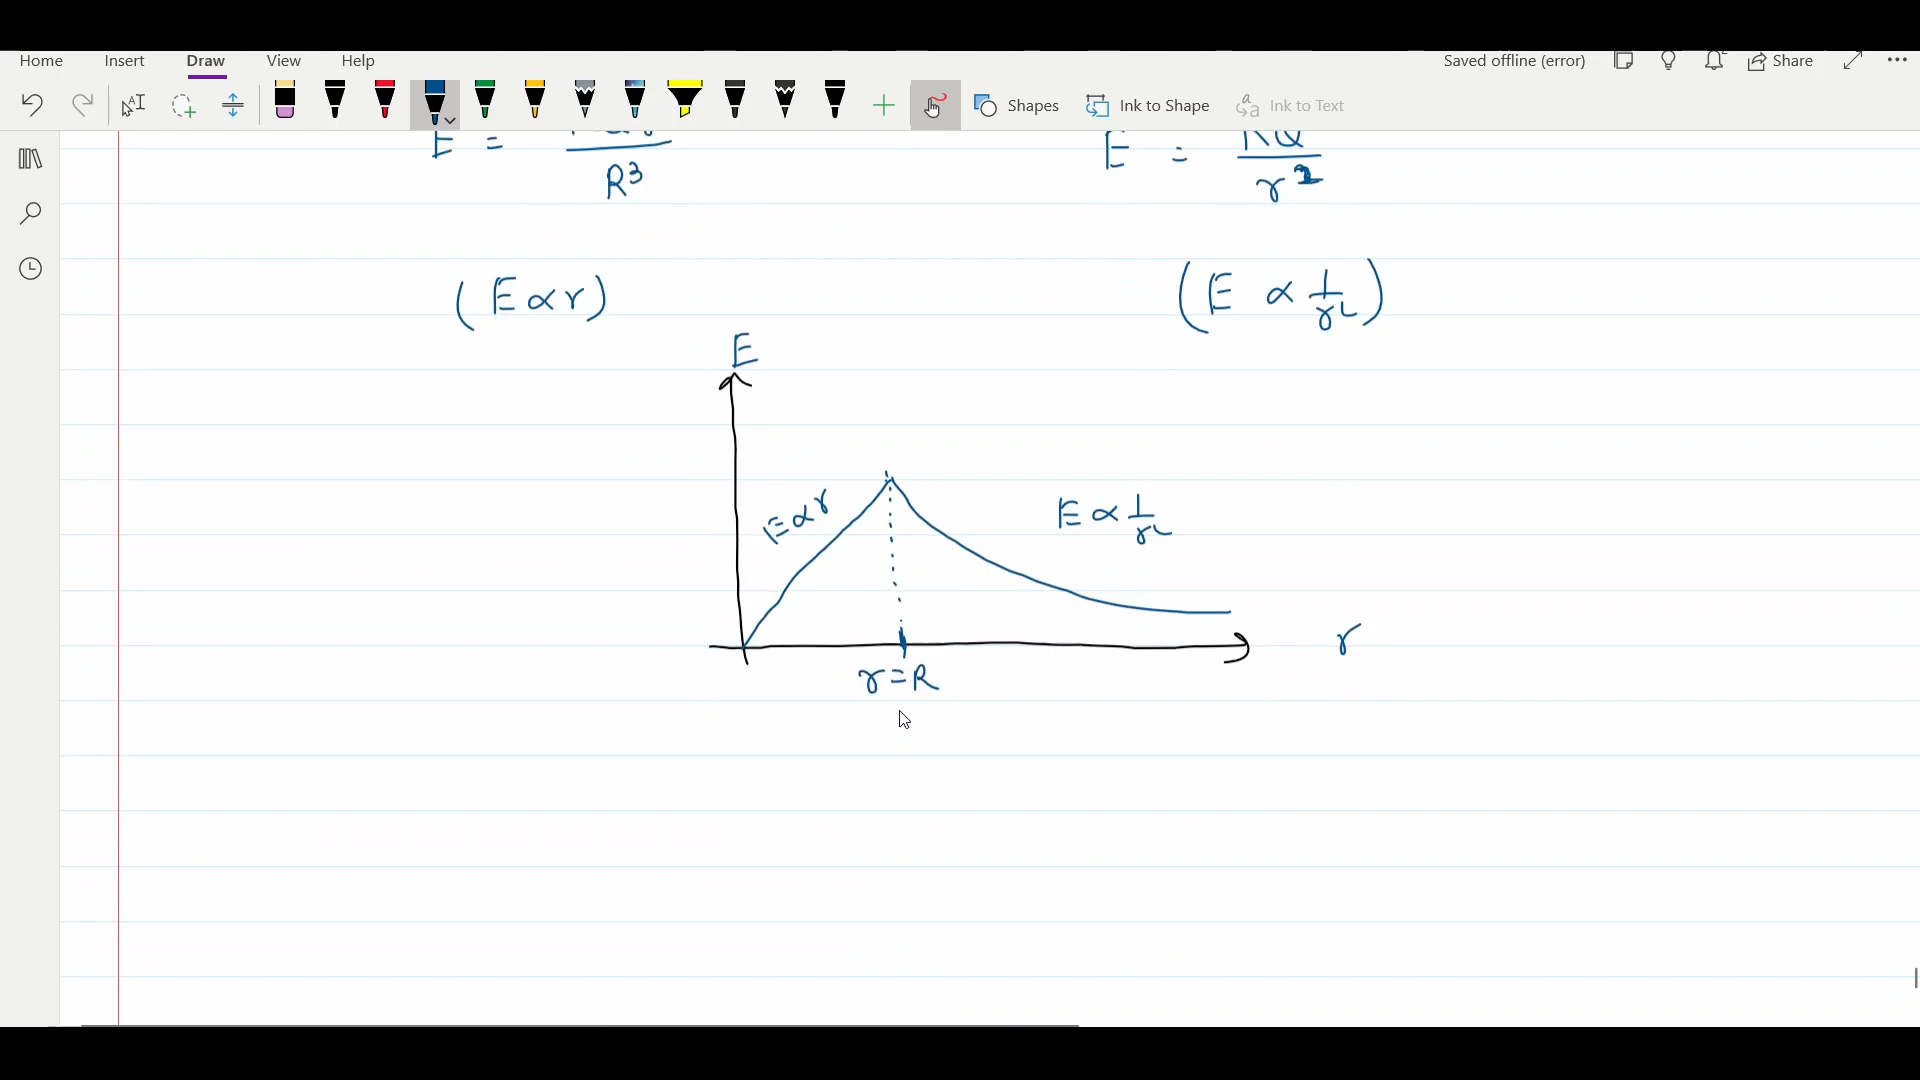 Home Insert Draw View Help Saved offline (error) Share
Shapes Ink to Shape Ink to Text
E = R³
E = KQ / r²
( E ∝ r ) ( E ∝ 1/r² )
E
E ∝ r E ∝ 1/r²
r
r = R